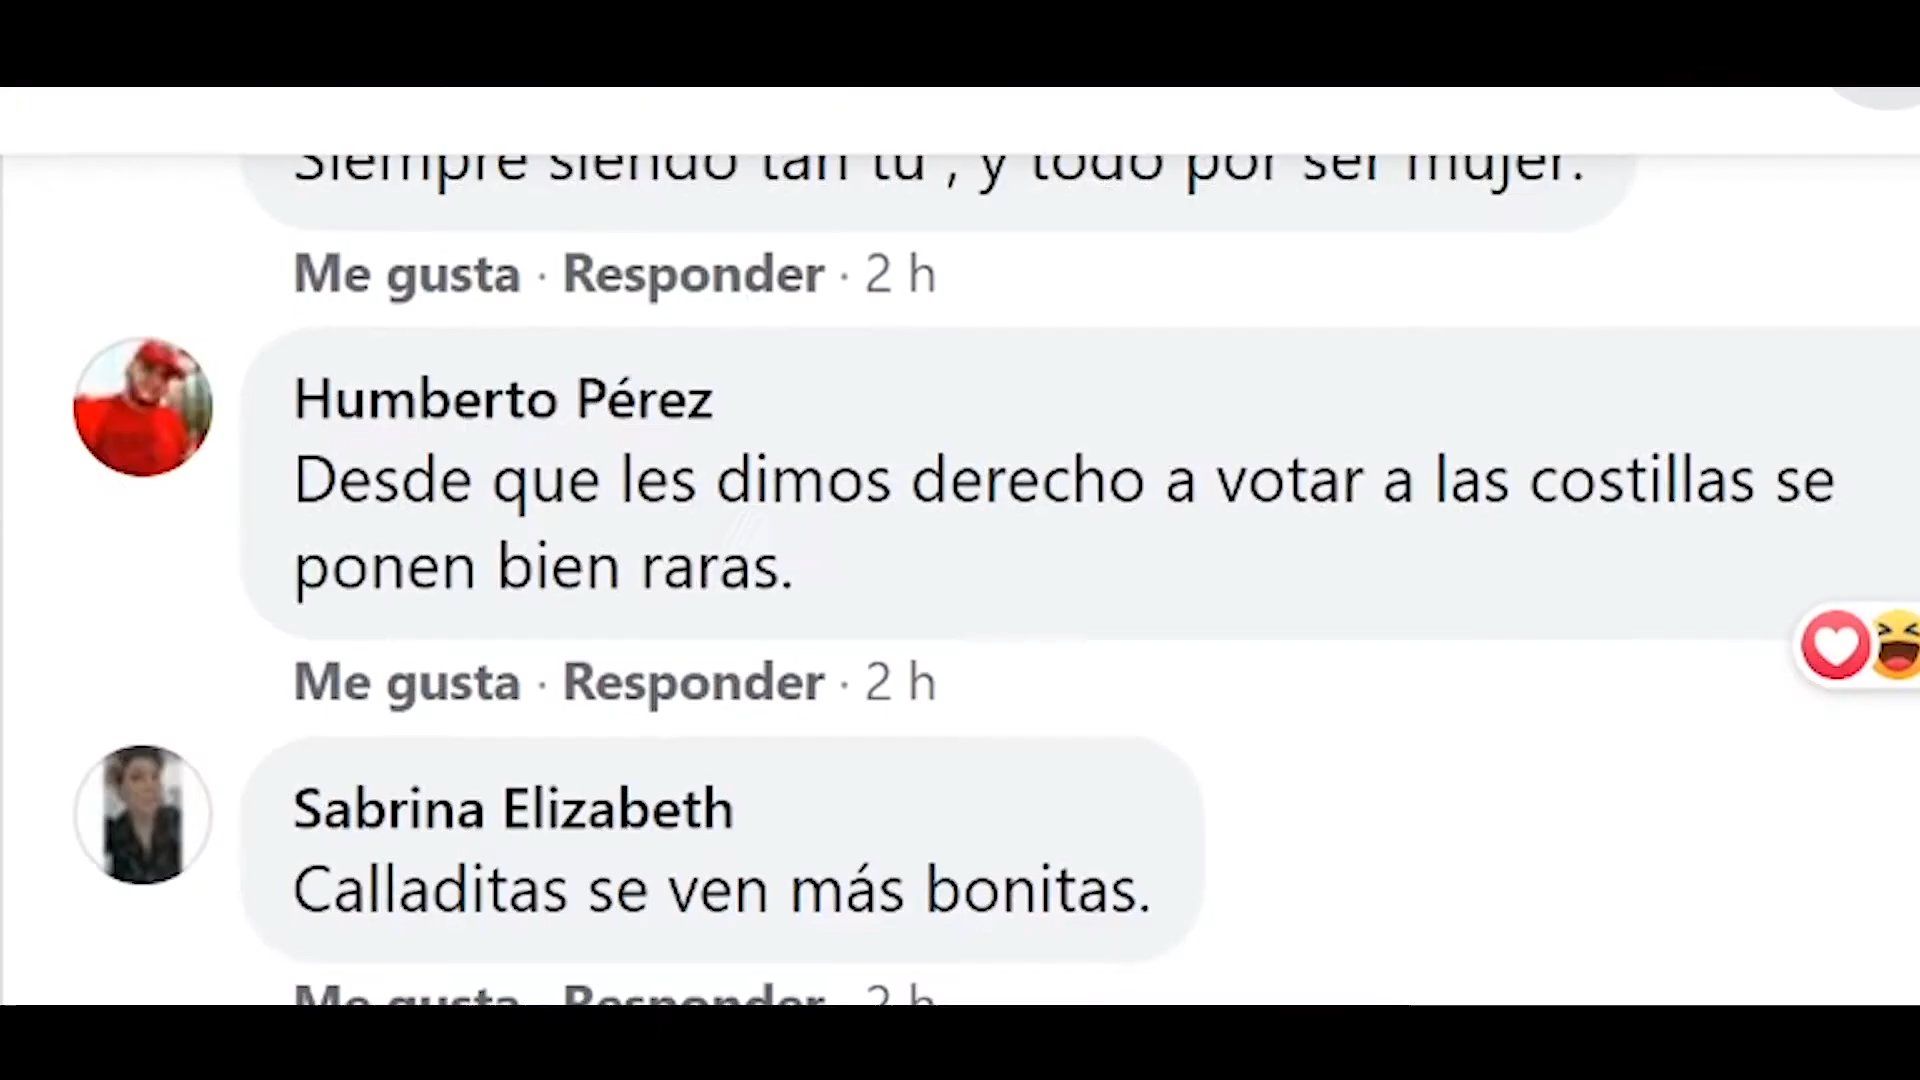 Siempre siendo tan tu , y todo por ser mujer.
Me gusta · Responder · 2 h
Humberto Pérez
Desde que les dimos derecho a votar a las costillas se
ponen bien raras.
Me gusta · Responder · 2 h
Sabrina Elizabeth
Calladitas se ven más bonitas.
Me gusta · Responder · 2 h